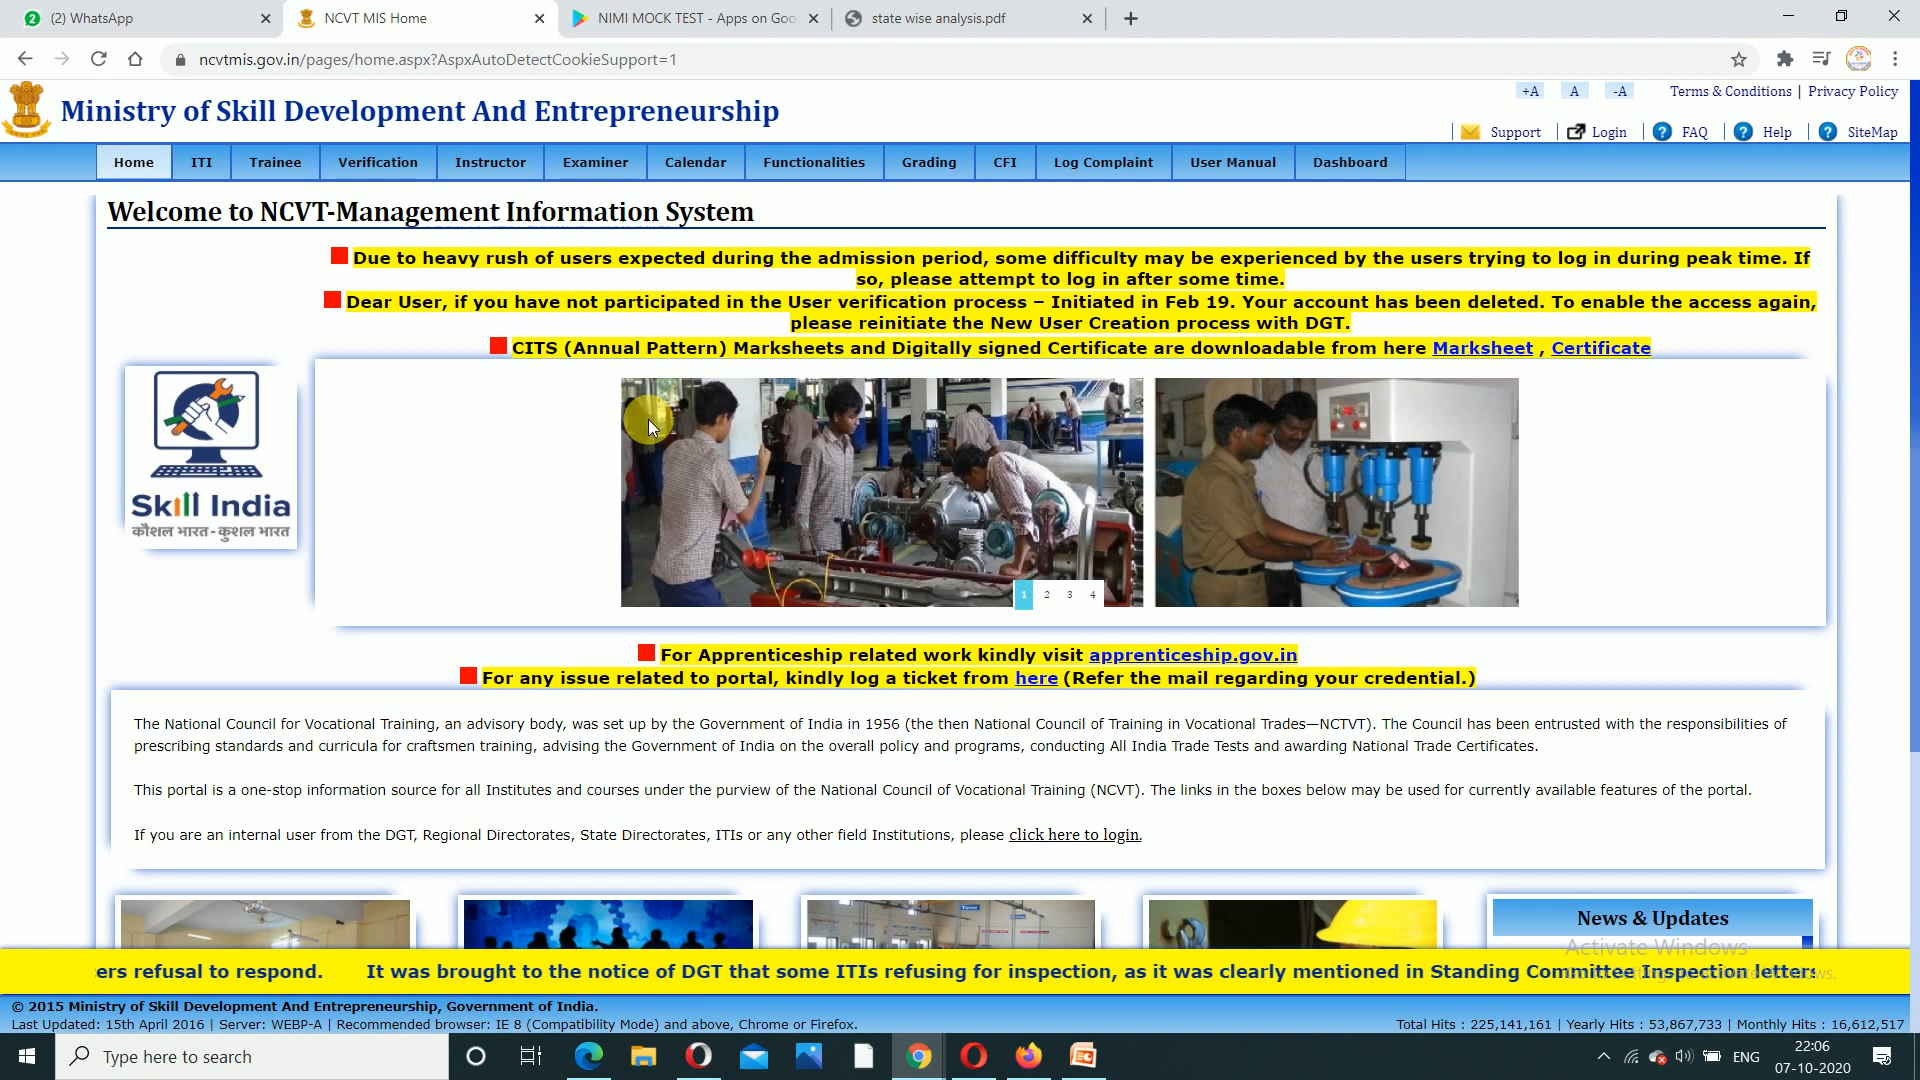 (2) WhatsApp
NCVT MIS Home
NIMI MOCK TEST - Apps on Goo
state wise analysis.pdf
ncvtmis.gov.in/pages/home.aspx?AspxAutoDetectCookieSupport=1
+A A -A Terms & Conditions | Privacy Policy
Ministry of Skill Development And Entrepreneurship
Support Login FAQ Help SiteMap
Home ITI Trainee Verification Instructor Examiner Calendar Functionalities Grading CFI Log Complaint User Manual Dashboard
Welcome to NCVT-Management Information System
Due to heavy rush of users expected during the admission period, some difficulty may be experienced by the users trying to log in during peak time. If
so, please attempt to log in after some time.
Dear User, if you have not participated in the User verification process – Initiated in Feb 19. Your account has been deleted. To enable the access again,
please reinitiate the New User Creation process with DGT.
CITS (Annual Pattern) Marksheets and Digitally signed Certificate are downloadable from here Marksheet , Certificate
Skill India
कौशल भारत - कुशल भारत
1 2 3 4
For Apprenticeship related work kindly visit apprenticeship.gov.in
For any issue related to portal, kindly log a ticket from here (Refer the mail regarding your credential.)
The National Council for Vocational Training, an advisory body, was set up by the Government of India in 1956 (the then National Council of Training in Vocational Trades—NCTVT). The Council has been entrusted with the responsibilities of
prescribing standards and curricula for craftsmen training, advising the Government of India on the overall policy and programs, conducting All India Trade Tests and awarding National Trade Certificates.
This portal is a one-stop information source for all Institutes and courses under the purview of the National Council of Vocational Training (NCVT). The links in the boxes below may be used for currently available features of the portal.
If you are an internal user from the DGT, Regional Directorates, State Directorates, ITIs or any other field Institutions, please click here to login.
News & Updates
Activate Windows
ers refusal to respond. It was brought to the notice of DGT that some ITIs refusing for inspection, as it was clearly mentioned in Standing Committee Inspection letters
© 2015 Ministry of Skill Development And Entrepreneurship, Government of India.
Last Updated: 15th April 2016 | Server: WEBP-A | Recommended browser: IE 8 (Compatibility Mode) and above, Chrome or Firefox.
Total Hits : 225,141,161 | Yearly Hits : 53,867,733 | Monthly Hits : 16,612,517
Type here to search
ENG
22:06
07-10-2020